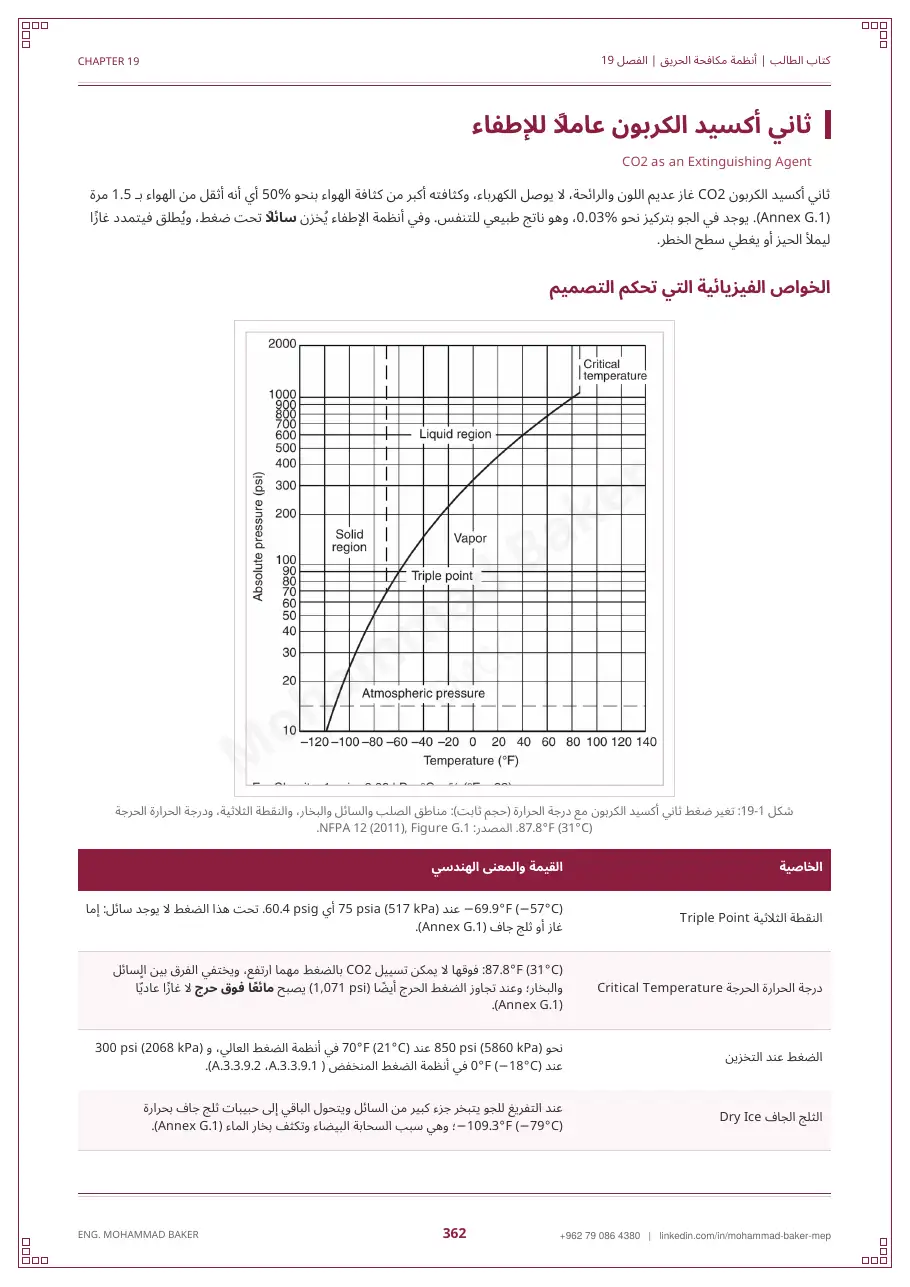 كتاب الطالب | أنظمة مكافحة الحريق | الفصل 19
CHAPTER 19
ثاني أكسيد الكربون عاملًا للإطفاء
CO2 as an Extinguishing Agent
ثاني أكسيد الكربون CO2 غاز عديم اللون والرائحة، لا يوصل الكهرباء، وكثافته أكبر من كثافة الهواء بنحو 50% أي أنه أثقل من الهواء بـ 1.5 مرة
(Annex G.1). يوجد في الجو بتركيز نحو 0.03%، وهو ناتج طبيعي للتنفس. وفي أنظمة الإطفاء يُخزن سائلًا تحت ضغط، ويُطلق فيتمدد غازًا
ليملأ الحيز أو يغطي سطح الخطر.
الخواص الفيزيائية التي تحكم التصميم
2000
1000
900
800
700
600
500
400
300
200
100
90
80
70
60
50
40
30
20
10
Absolute pressure (psi)
Critical
temperature
Liquid region
Solid
region
Vapor
Triple point
Atmospheric pressure
−120 −100 −80 −60 −40 −20 0 20 40 60 80 100 120 140
Temperature (°F)
Mohammad Baker
شكل 1-19: تغير ضغط ثاني أكسيد الكربون مع درجة الحرارة (حجم ثابت): مناطق الصلب والسائل والبخار، والنقطة الثلاثية، ودرجة الحرارة الحرجة
87.8°F (31°C). المصدر: NFPA 12 (2011), Figure G.1.
الخاصية
القيمة والمعنى الهندسي
النقطة الثلاثية Triple Point
−69.9°F (−57°C) عند 75 psia (517 kPa) أي 60.4 psig. تحت هذا الضغط لا يوجد سائل: إما
غاز أو ثلج جاف (Annex G.1).
درجة الحرارة الحرجة Critical Temperature
87.8°F (31°C): فوقها لا يمكن تسييل CO2 بالضغط مهما ارتفع، ويختفي الفرق بين السائل
والبخار؛ وعند تجاوز الضغط الحرج أيضًا (1,071 psi) يصبح مائعًا فوق حرج لا غازًا عاديًا
(Annex G.1).
الضغط عند التخزين
نحو 850 psi (5860 kPa) عند 70°F (21°C) في أنظمة الضغط العالي، و 300 psi (2068 kPa)
عند 0°F (−18°C) في أنظمة الضغط المنخفض ( A.3.3.9.1، A.3.3.9.2).
الثلج الجاف Dry Ice
عند التفريغ للجو يتبخر جزء كبير من السائل ويتحول الباقي إلى حبيبات ثلج جاف بحرارة
−109.3°F (−79°C)؛ وهي سبب السحابة البيضاء وتكثف بخار الماء (Annex G.1).
ENG. MOHAMMAD BAKER
362
+962 79 086 4380 | linkedin.com/in/mohammad-baker-mep